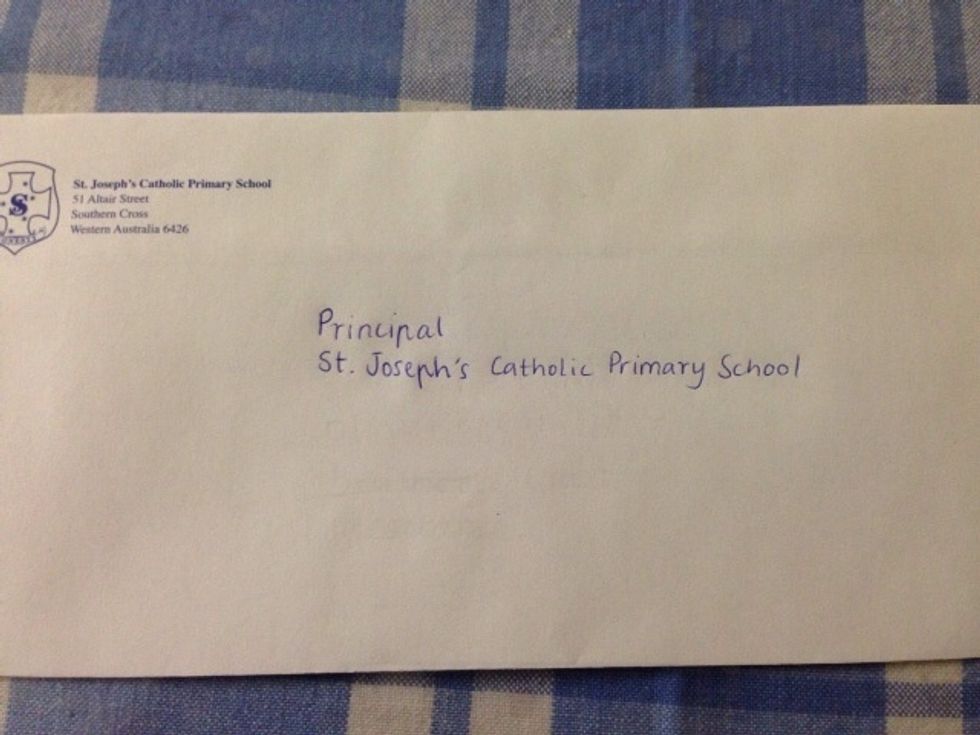 St. Joseph's Catholic Primary School
51 Altair Street
Southern Cross
Western Australia 6426
SS
Principal
St. Joseph's Catholic Primary School